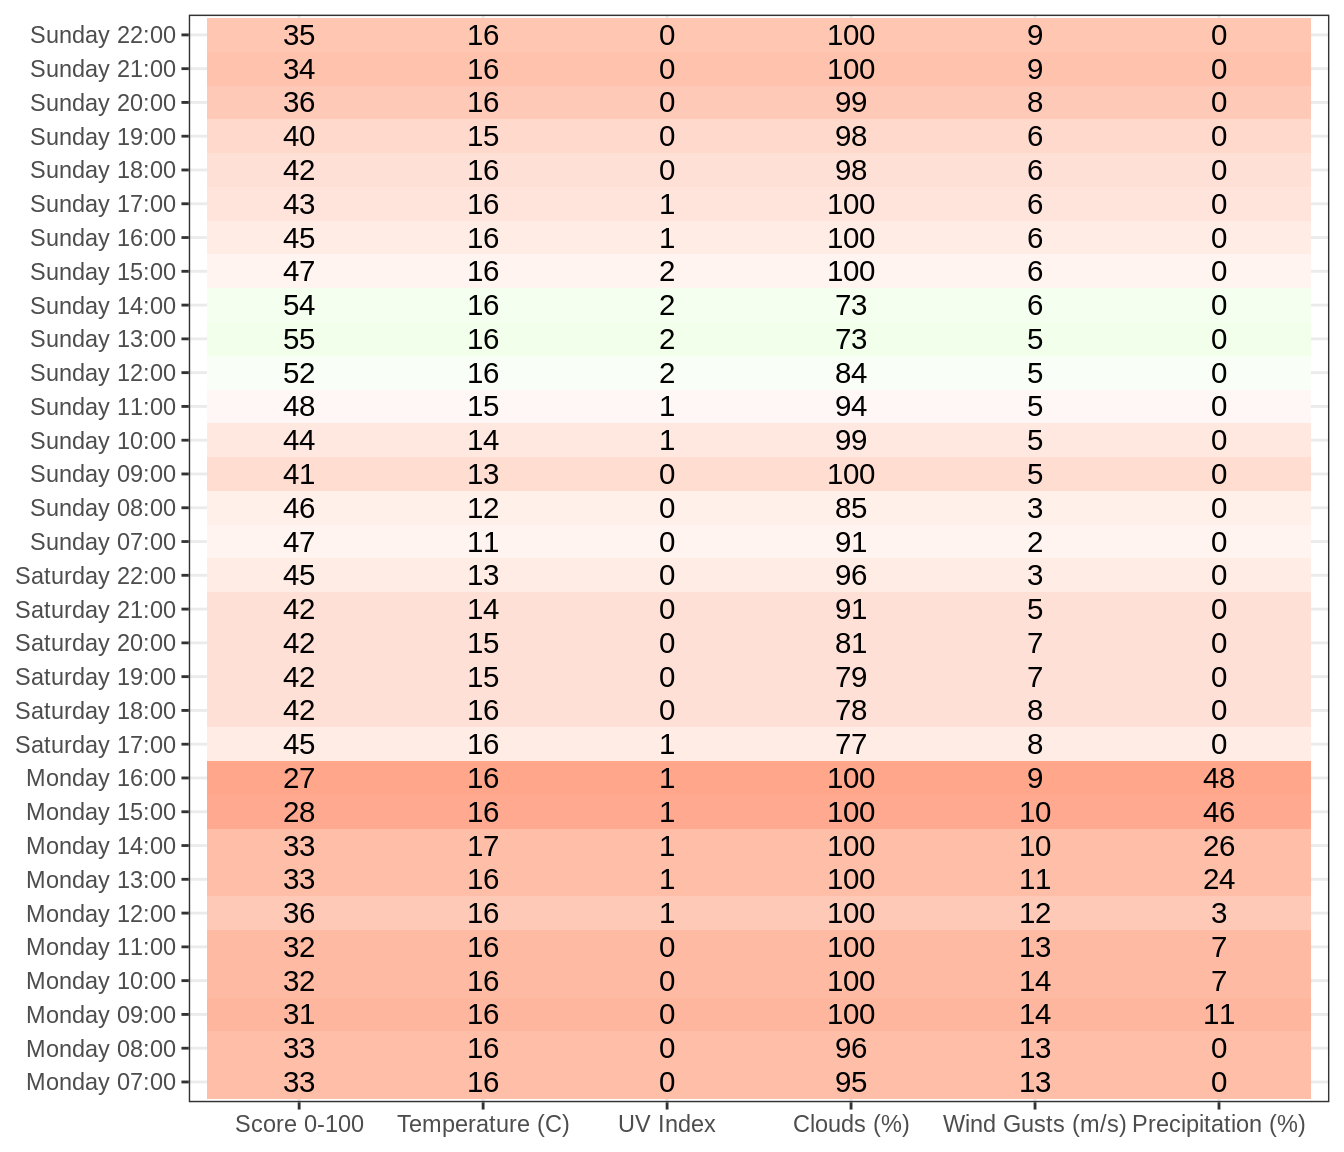 Sunday 22:00 35 16 0 100 9 0
Sunday 21:00 34 16 0 100 9 0
Sunday 20:00 36 16 0 99 8 0
Sunday 19:00 40 15 0 98 6 0
Sunday 18:00 42 16 0 98 6 0
Sunday 17:00 43 16 1 100 6 0
Sunday 16:00 45 16 1 100 6 0
Sunday 15:00 47 16 2 100 6 0
Sunday 14:00 54 16 2 73 6 0
Sunday 13:00 55 16 2 73 5 0
Sunday 12:00 52 16 2 84 5 0
Sunday 11:00 48 15 1 94 5 0
Sunday 10:00 44 14 1 99 5 0
Sunday 09:00 41 13 0 100 5 0
Sunday 08:00 46 12 0 85 3 0
Sunday 07:00 47 11 0 91 2 0
Saturday 22:00 45 13 0 96 3 0
Saturday 21:00 42 14 0 91 5 0
Saturday 20:00 42 15 0 81 7 0
Saturday 19:00 42 15 0 79 7 0
Saturday 18:00 42 16 0 78 8 0
Saturday 17:00 45 16 1 77 8 0
Monday 16:00 27 16 1 100 9 48
Monday 15:00 28 16 1 100 10 46
Monday 14:00 33 17 1 100 10 26
Monday 13:00 33 16 1 100 11 24
Monday 12:00 36 16 1 100 12 3
Monday 11:00 32 16 0 100 13 7
Monday 10:00 32 16 0 100 14 7
Monday 09:00 31 16 0 100 14 11
Monday 08:00 33 16 0 96 13 0
Monday 07:00 33 16 0 95 13 0
Score 0-100 Temperature (C) UV Index Clouds (%) Wind Gusts (m/s) Precipitation (%)